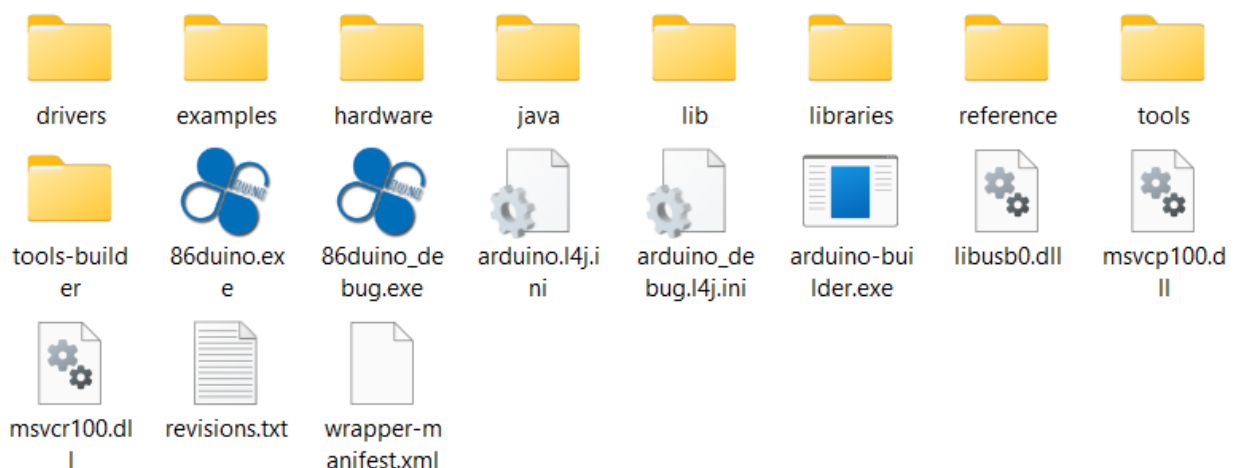 drivers examples hardware java lib libraries reference tools
tools-build 86duino.ex 86duino_de arduino.l4j.i arduino_de arduino-bui libusb0.dll msvcp100.d
er e bug.exe ni bug.l4j.ini lder.exe ll
msvcr100.dl revisions.txt wrapper-m
l anifest.xml